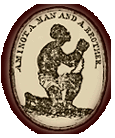 AM I NOT A MAN AND A BROTHER.